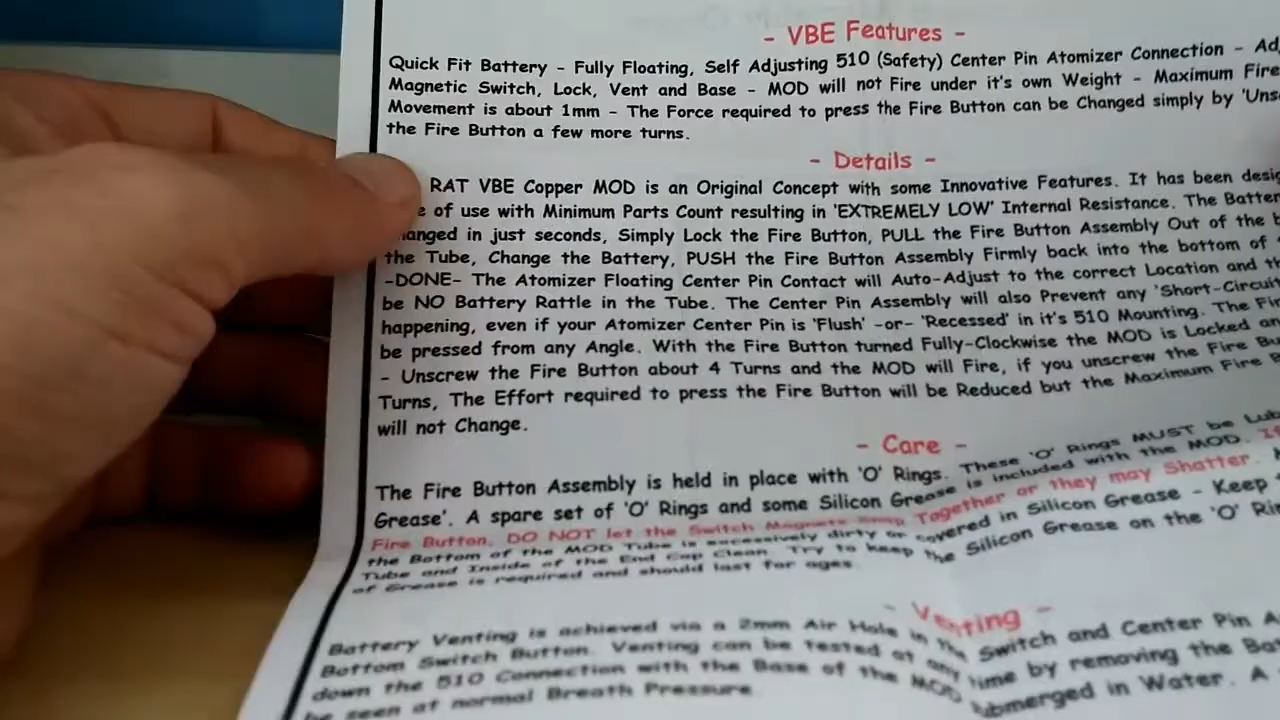 - VBE Features -
Quick Fit Battery - Fully Floating, Self Adjusting 510 (Safety) Center Pin Atomizer Connection - Ad
Magnetic Switch, Lock, Vent and Base - MOD will not Fire under it's own Weight - Maximum Fire
Movement is about 1mm - The Force required to press the Fire Button can be Changed simply by 'Uns
the Fire Button a few more turns.
- Details -
RAT VBE Copper MOD is an Original Concept with some Innovative Features. It has been desig
e of use with Minimum Parts Count resulting in 'EXTREMELY LOW' Internal Resistance. The Batter
anged in just seconds, Simply Lock the Fire Button, PULL the Fire Button Assembly Out of the
the Tube, Change the Battery, PUSH the Fire Button Assembly Firmly back into the bottom of
-DONE- The Atomizer Floating Center Pin Contact will Auto-Adjust to the correct Location and th
be NO Battery Rattle in the Tube. The Center Pin Assembly will also Prevent any 'Short-Circuit
happening, even if your Atomizer Center Pin is 'Flush' -or- 'Recessed' in it's 510 Mounting. The Fir
be pressed from any Angle. With the Fire Button turned Fully-Clockwise the MOD is Locked an
- Unscrew the Fire Button about 4 Turns and the MOD will Fire, if you unscrew the Fire Bu
Turns, The Effort required to press the Fire Button will be Reduced but the Maximum Fire B
will not Change.
- Care -
The Fire Button Assembly is held in place with 'O' Rings. These 'O' Rings MUST be Lub
Grease'. A spare set of 'O' Rings and some Silicon Grease is included with the MOD. If
Fire Button, DO NOT let the Switch Magnets Snap Together or they may Shatter.
the Bottom of the MOD Tube is excessively dirty or covered in Silicon Grease - Keep
Tube and Inside of the End Cap Clean. Try to keep the Silicon Grease on the 'O' Rin
of Grease is required and should last for ages.
- Venting -
Battery Venting is achieved via a 2mm Air Hole in the Switch and Center Pin A
Bottom Switch Button. Venting can be tested at any time by removing the Bat
down the 510 Connection with the Base of the MOD submerged in Water. A
be seen at normal Breath Pressure.